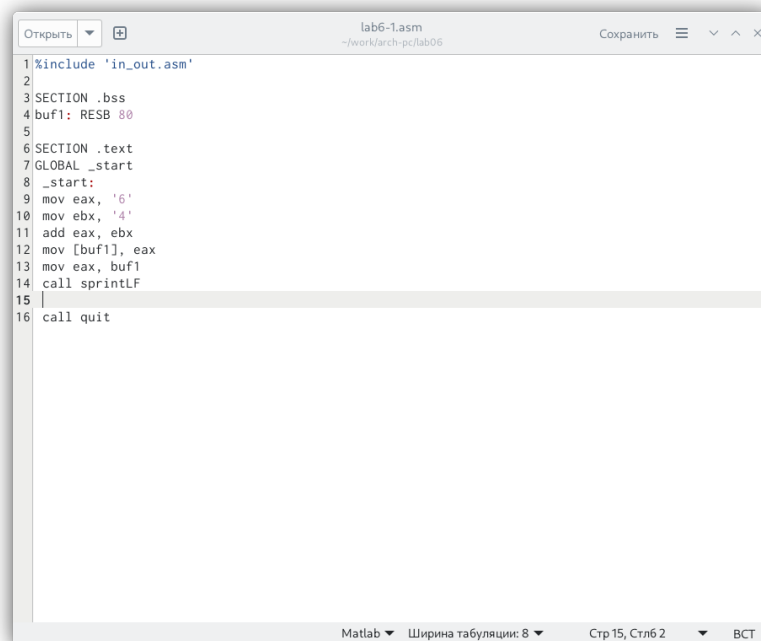 Открыть
lab6-1.asm
~/work/arch-pc/lab06
Сохранить
1 %include 'in_out.asm'
2
3 SECTION .bss
4 buf1: RESB 80
5
6 SECTION .text
7 GLOBAL _start
8 _start:
9 mov eax, '6'
10 mov ebx, '4'
11 add eax, ebx
12 mov [buf1], eax
13 mov eax, buf1
14 call sprintLF
15
16 call quit
Matlab Ширина табуляции: 8 Стр 15, Стлб 2 ВСТ